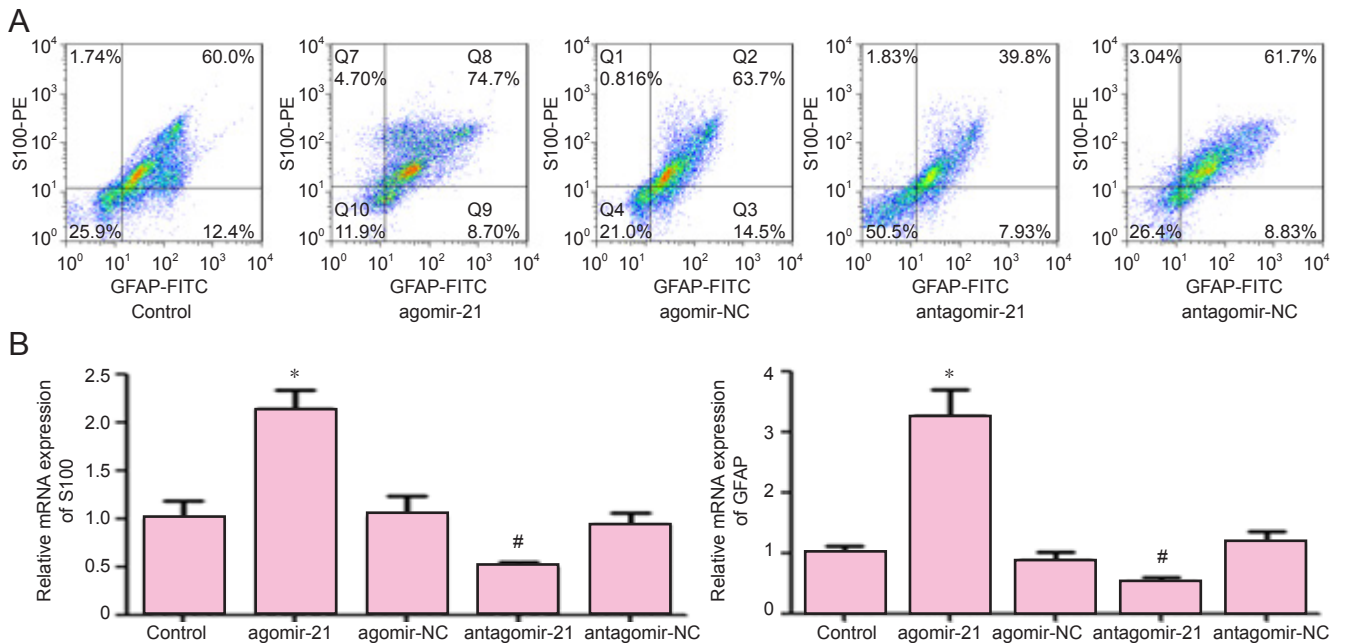 A
10⁴
10³
10²
10¹
10⁰
S100-PE
1.74%
60.0%
25.9%
12.4%
10⁰ 10¹ 10² 10³ 10⁴
GFAP-FITC
Control
10⁴
10³
10²
10¹
10⁰
S100-PE
Q7 Q8
4.70% 74.7%
Q10 Q9
11.9% 8.70%
10⁰ 10¹ 10² 10³ 10⁴
GFAP-FITC
agomir-21
10⁴
10³
10²
10¹
10⁰
S100-PE
Q1 Q2
0.816% 63.7%
Q4 Q3
21.0% 14.5%
10⁰ 10¹ 10² 10³ 10⁴
GFAP-FITC
agomir-NC
10⁴
10³
10²
10¹
10⁰
S100-PE
1.83% 39.8%
50.5% 7.93%
10⁰ 10¹ 10² 10³ 10⁴
GFAP-FITC
antagomir-21
10⁴
10³
10²
10¹
10⁰
S100-PE
3.04% 61.7%
26.4% 8.83%
10⁰ 10¹ 10² 10³ 10⁴
GFAP-FITC
antagomir-NC
B
Relative mRNA expression
of S100
2.5
2.0
1.5
1.0
0.5
0
*
#
Control agomir-21 agomir-NC antagomir-21 antagomir-NC
Relative mRNA expression
of GFAP
4
3
2
1
0
*
#
Control agomir-21 agomir-NC antagomir-21 antagomir-NC